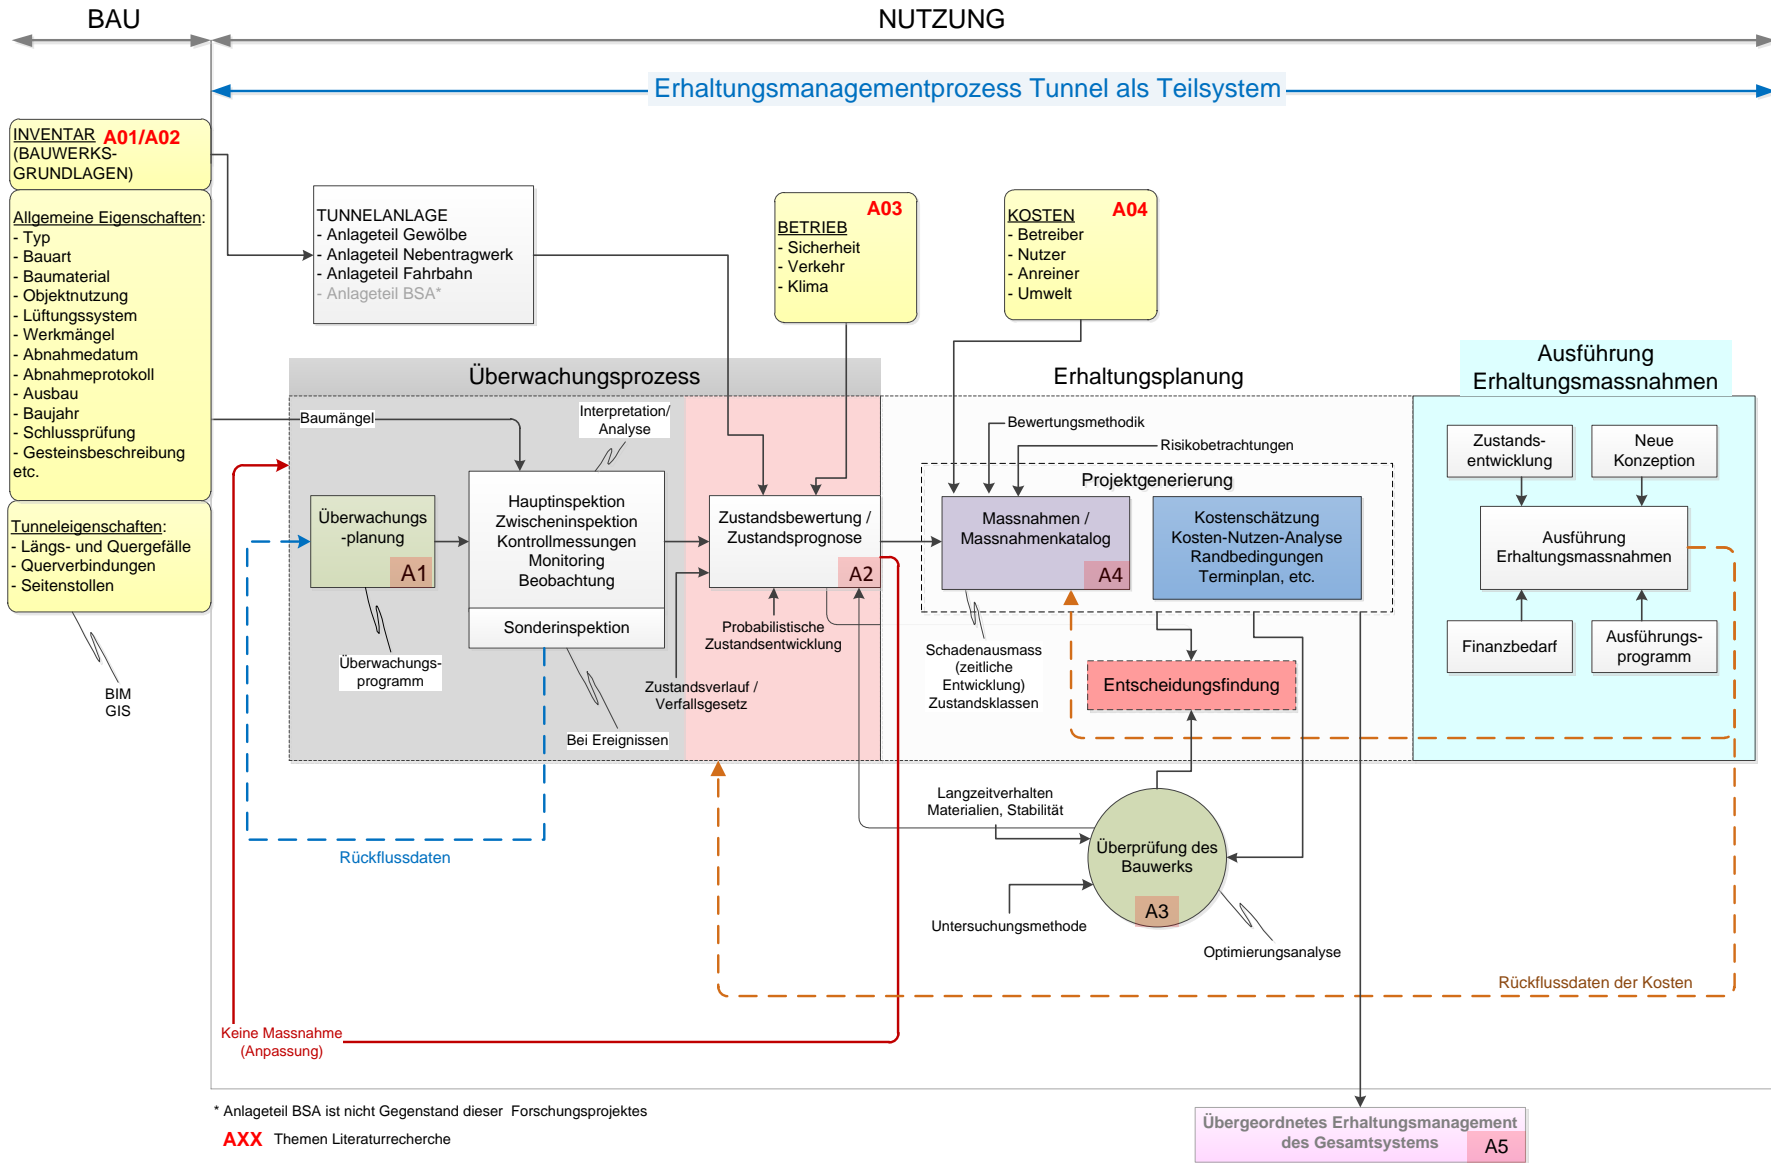 BAU
NUTZUNG
Erhaltungsmanagementprozess Tunnel als Teilsystem
INVENTAR A01/A02
(BAUWERKS-
GRUNDLAGEN)
Allgemeine Eigenschaften:
- Typ
- Bauart
- Baumaterial
- Objektnutzung
- Lüftungssystem
- Werkmängel
- Abnahmedatum
- Abnahmeprotokoll
- Ausbau
- Baujahr
- Schlussprüfung
- Gesteinsbeschreibung
etc.
Tunneleigenschaften:
- Längs- und Quergefälle
- Querverbindungen
- Seitenstollen
BIM
GIS
TUNNELANLAGE
- Anlageteil Gewölbe
- Anlageteil Nebentragwerk
- Anlageteil Fahrbahn
- Anlageteil BSA*
A03
BETRIEB
- Sicherheit
- Verkehr
- Klima
KOSTEN A04
- Betreiber
- Nutzer
- Anreiner
- Umwelt
Überwachungsprozess
Baumängel
Interpretation/
Analyse
Überwachungs
-planung
A1
Hauptinspektion
Zwischeninspektion
Kontrollmessungen
Monitoring
Beobachtung
Sonderinspektion
Überwachungs-
programm
Bei Ereignissen
Zustandsbewertung /
Zustandsprognose
A2
Probabilistische
Zustandsentwicklung
Zustandsverlauf /
Verfallsgesetz
Rückflussdaten
Keine Massnahme
(Anpassung)
Erhaltungsplanung
Bewertungsmethodik
Risikobetrachtungen
Projektgenerierung
Massnahmen /
Massnahmenkatalog
A4
Kostenschätzung
Kosten-Nutzen-Analyse
Randbedingungen
Terminplan, etc.
Schadenausmass
(zeitliche
Entwicklung)
Zustandsklassen
Entscheidungsfindung
Langzeitverhalten
Materialien, Stabilität
Überprüfung des
Bauwerks
A3
Untersuchungsmethode
Optimierungsanalyse
Ausführung
Erhaltungsmassnahmen
Zustands-
entwicklung
Neue
Konzeption
Ausführung
Erhaltungsmassnahmen
Finanzbedarf
Ausführungs-
programm
Rückflussdaten der Kosten
* Anlageteil BSA ist nicht Gegenstand dieser Forschungsprojektes
AXX Themen Literaturrecherche
Übergeordnetes Erhaltungsmanagement
des Gesamtsystems
A5